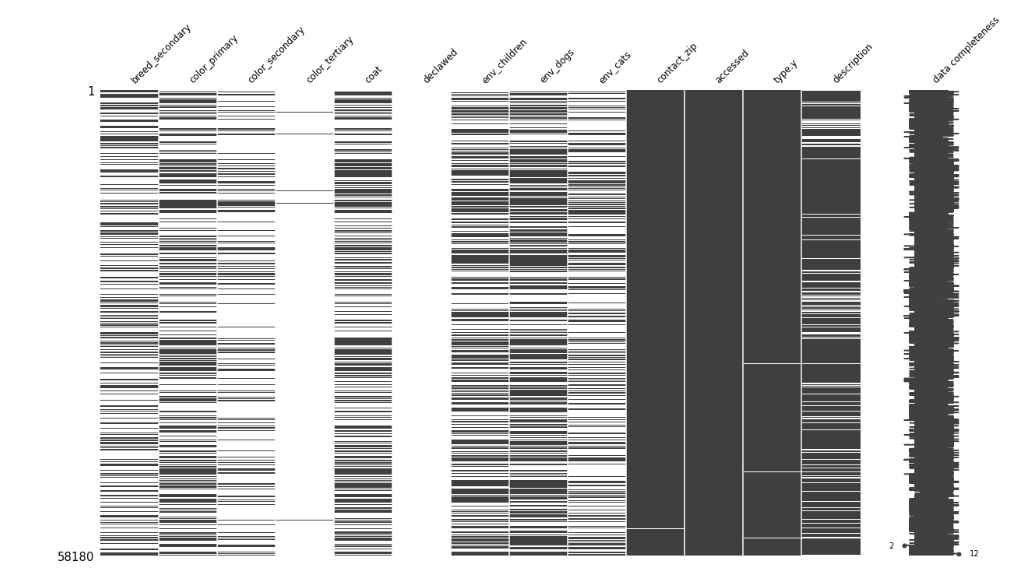 breed_secondary
color_primary
color_secondary
color_tertiary
coat
declawed
env_children
env_dogs
env_cats
contact_zip
accessed
type.y
description
data completeness
1
58180
2
12